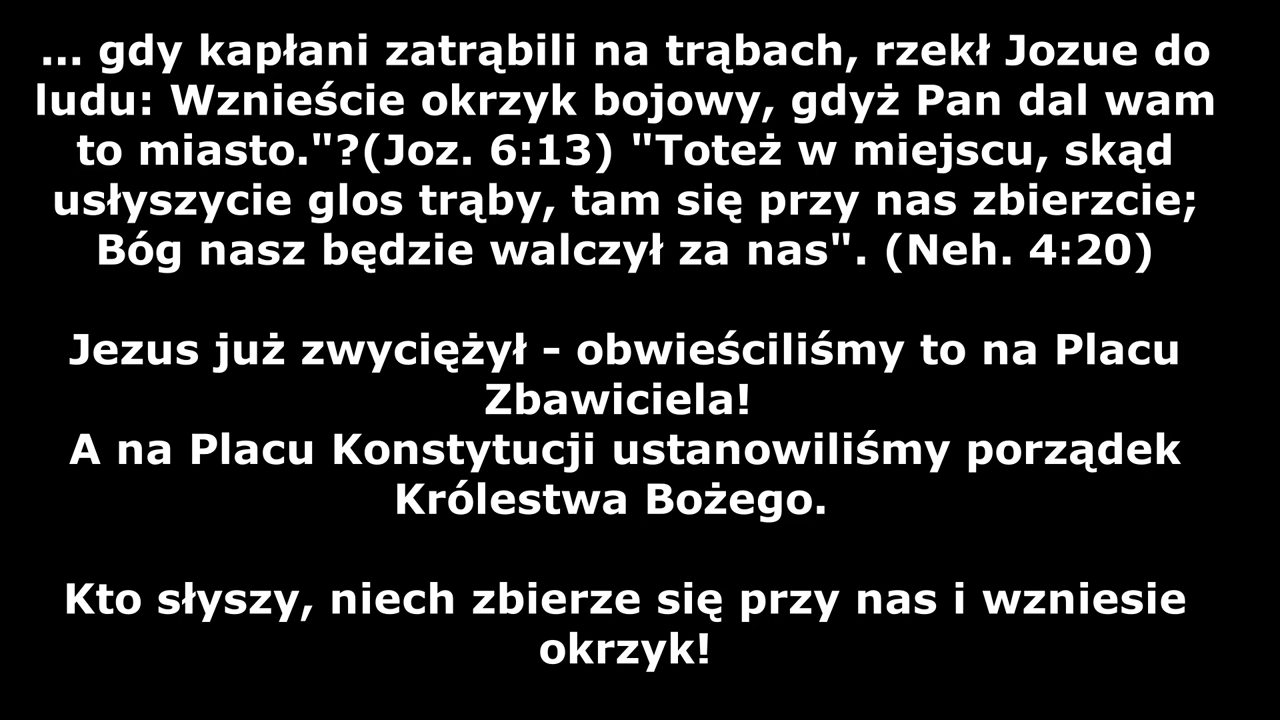 ... gdy kapłani zatrąbili na trąbach, rzekł Jozue do
ludu: Wznieście okrzyk bojowy, gdyż Pan dal wam
to miasto."?(Joz. 6:13) "Toteż w miejscu, skąd
usłyszycie glos trąby, tam się przy nas zbierzcie;
Bóg nasz będzie walczył za nas". (Neh. 4:20)
Jezus już zwyciężył - obwieściliśmy to na Placu
Zbawiciela!
A na Placu Konstytucji ustanowiliśmy porządek
Królestwa Bożego.
Kto słyszy, niech zbierze się przy nas i wzniesie
okrzyk!